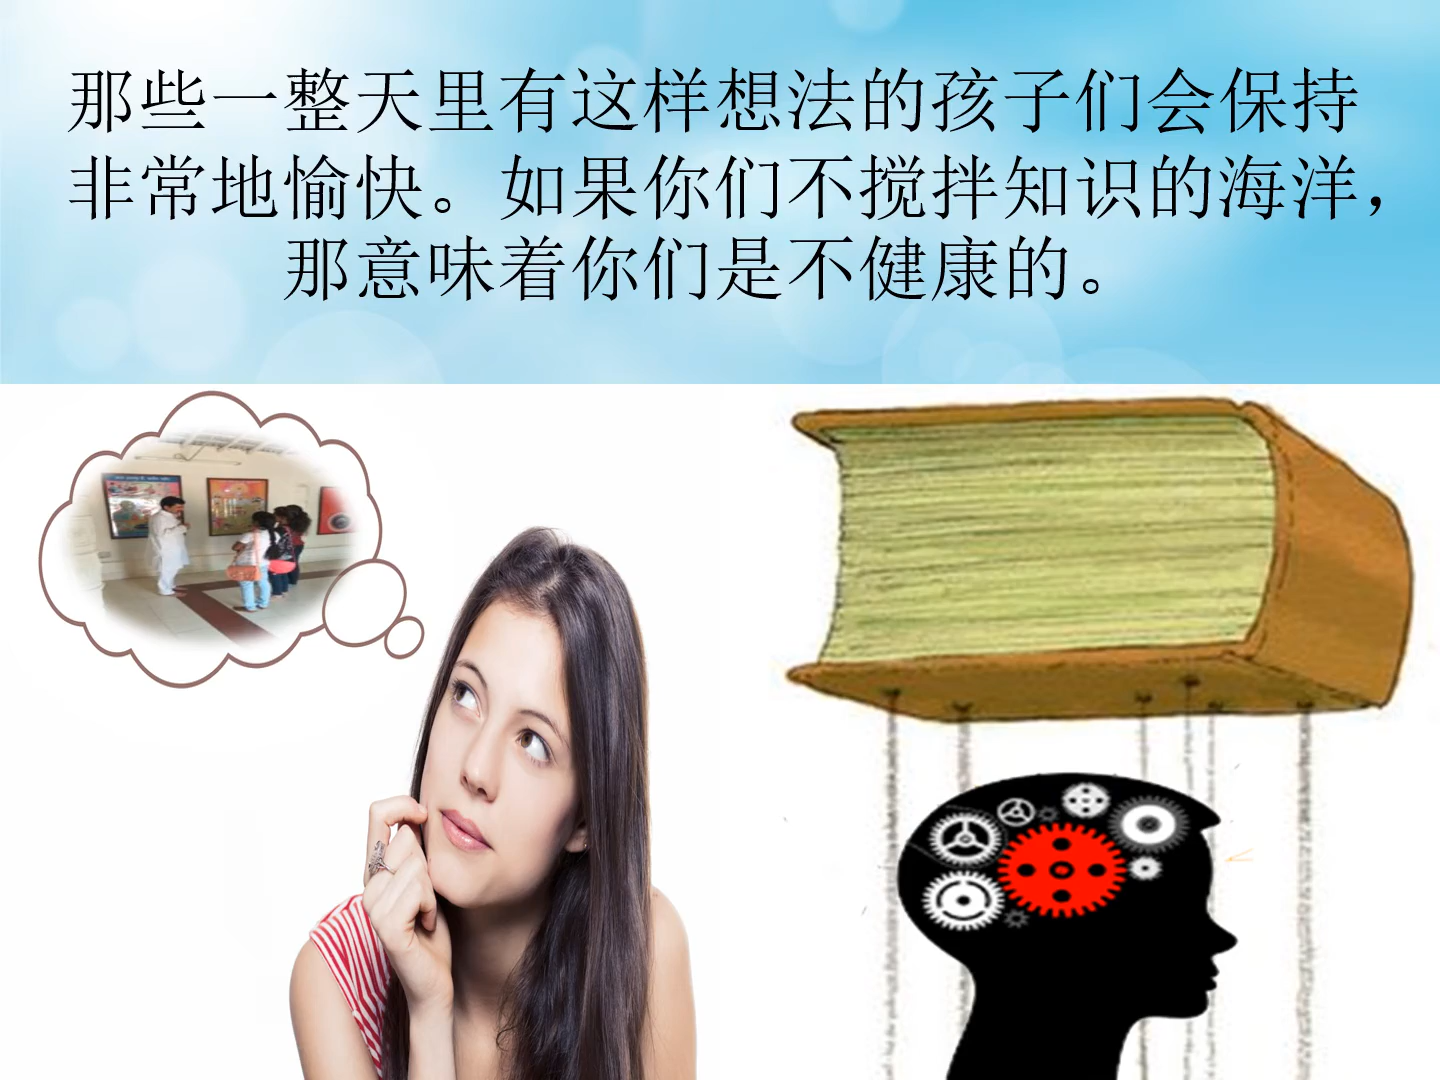 那些一整天里有这样想法的孩子们会保持
非常地愉快。如果你们不搅拌知识的海洋，
那意味着你们是不健康的。